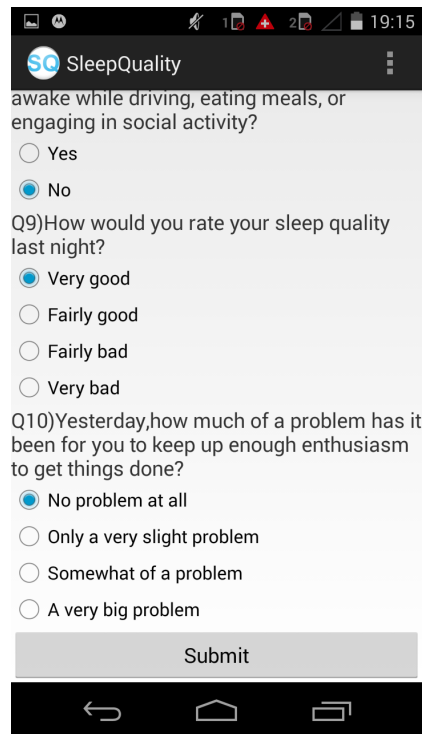 1 2 19:15
SQ SleepQuality
awake while driving, eating meals, or
engaging in social activity?
Yes
No
Q9)How would you rate your sleep quality
last night?
Very good
Fairly good
Fairly bad
Very bad
Q10)Yesterday,how much of a problem has it
been for you to keep up enough enthusiasm
to get things done?
No problem at all
Only a very slight problem
Somewhat of a problem
A very big problem
Submit